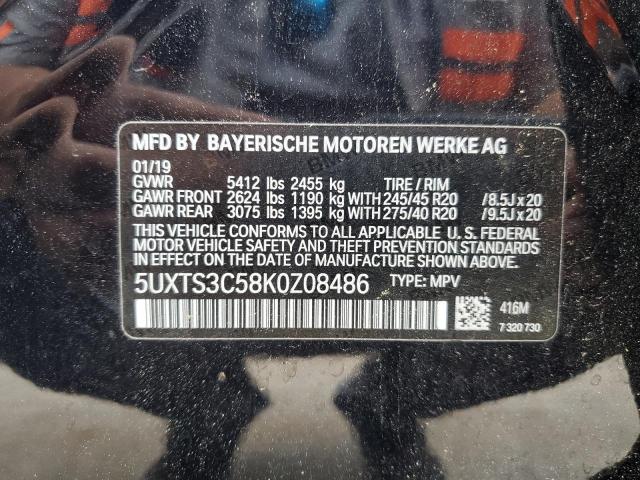 MFD BY BAYERISCHE MOTOREN WERKE AG
01/19
GVWR 5412 lbs 2455 kg TIRE / RIM
GAWR FRONT 2624 lbs 1190 kg WITH 245/45 R20 /8.5J x 20
GAWR REAR 3075 lbs 1395 kg WITH 275/40 R20 /9.5J x 20
THIS VEHICLE CONFORMS TO ALL APPLICABLE U. S. FEDERAL
MOTOR VEHICLE SAFETY AND THEFT PREVENTION STANDARDS
IN EFFECT ON THE DATE OF MANUFACTURE SHOWN ABOVE.
5UXTS3C58K0Z08486 TYPE: MPV
416M
7 320 730